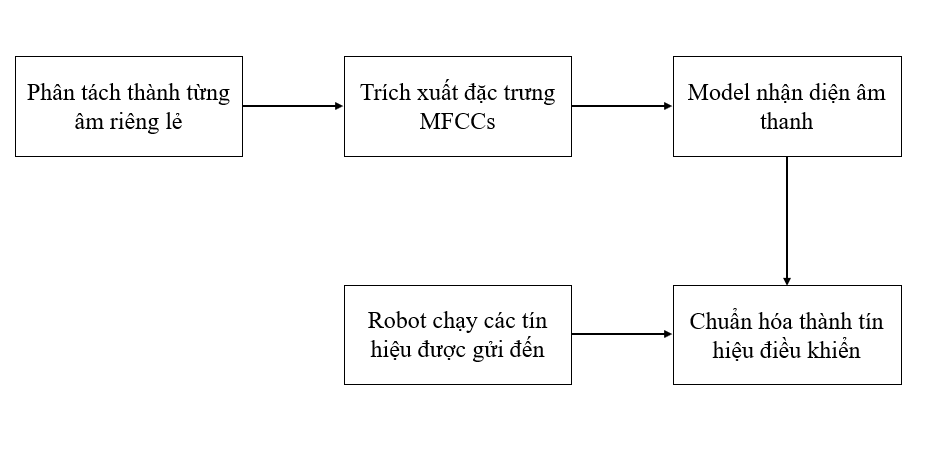 Phân tách thành từng
âm riêng lẻ
Trích xuất đặc trưng
MFCCs
Model nhận diện âm
thanh
Robot chạy các tín
hiệu được gửi đến
Chuẩn hóa thành tín
hiệu điều khiển